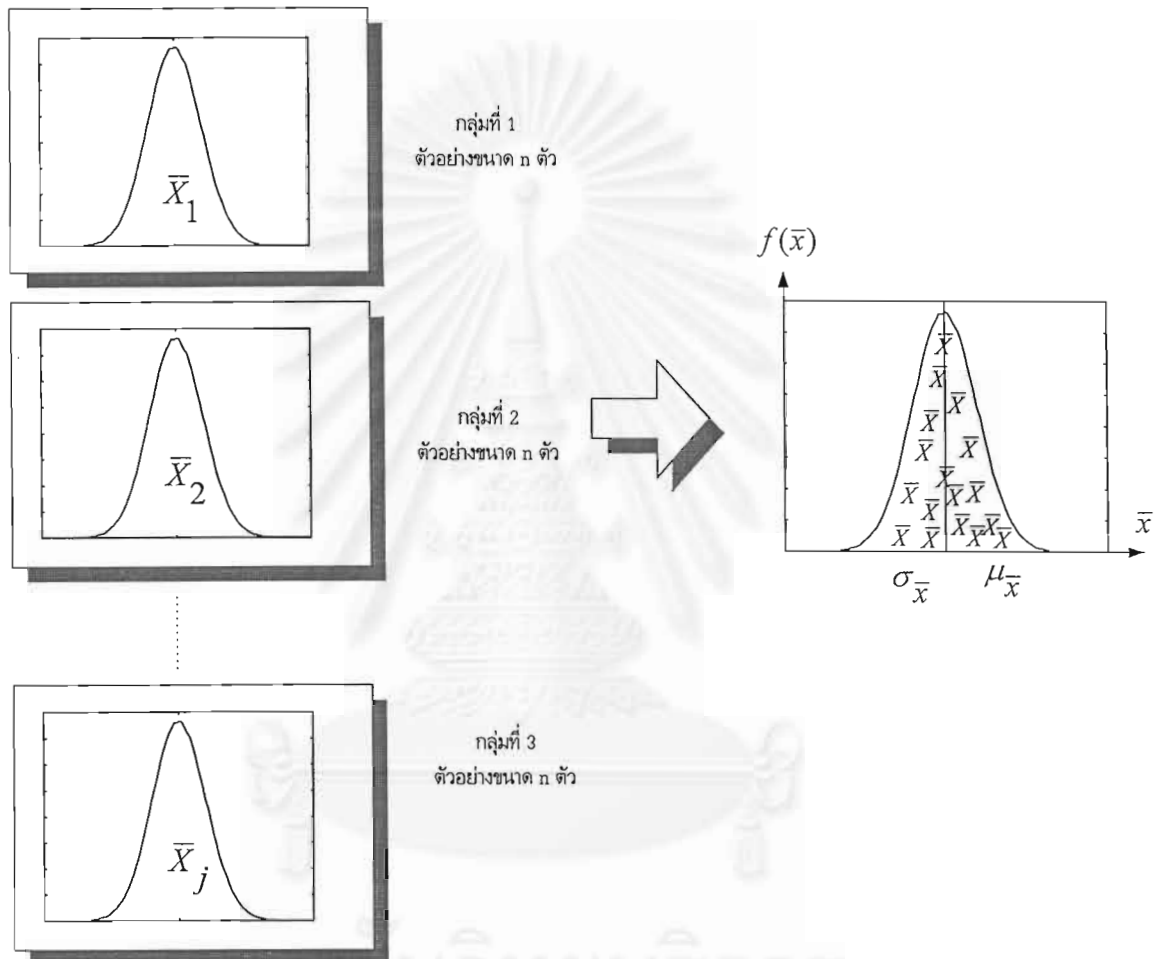 X̄₁
กลุ่มที่ 1
ตัวอย่างขนาด n ตัว
X̄₂
กลุ่มที่ 2
ตัวอย่างขนาด n ตัว
X̄ⱼ
กลุ่มที่ 3
ตัวอย่างขนาด n ตัว
f(x̄)
X̄
X̄
X̄
X̄
X̄ X̄
X̄
X̄ X̄ X̄
X̄
X̄ X̄
X̄ X̄ X̄ X̄
x̄
σx̄ μx̄